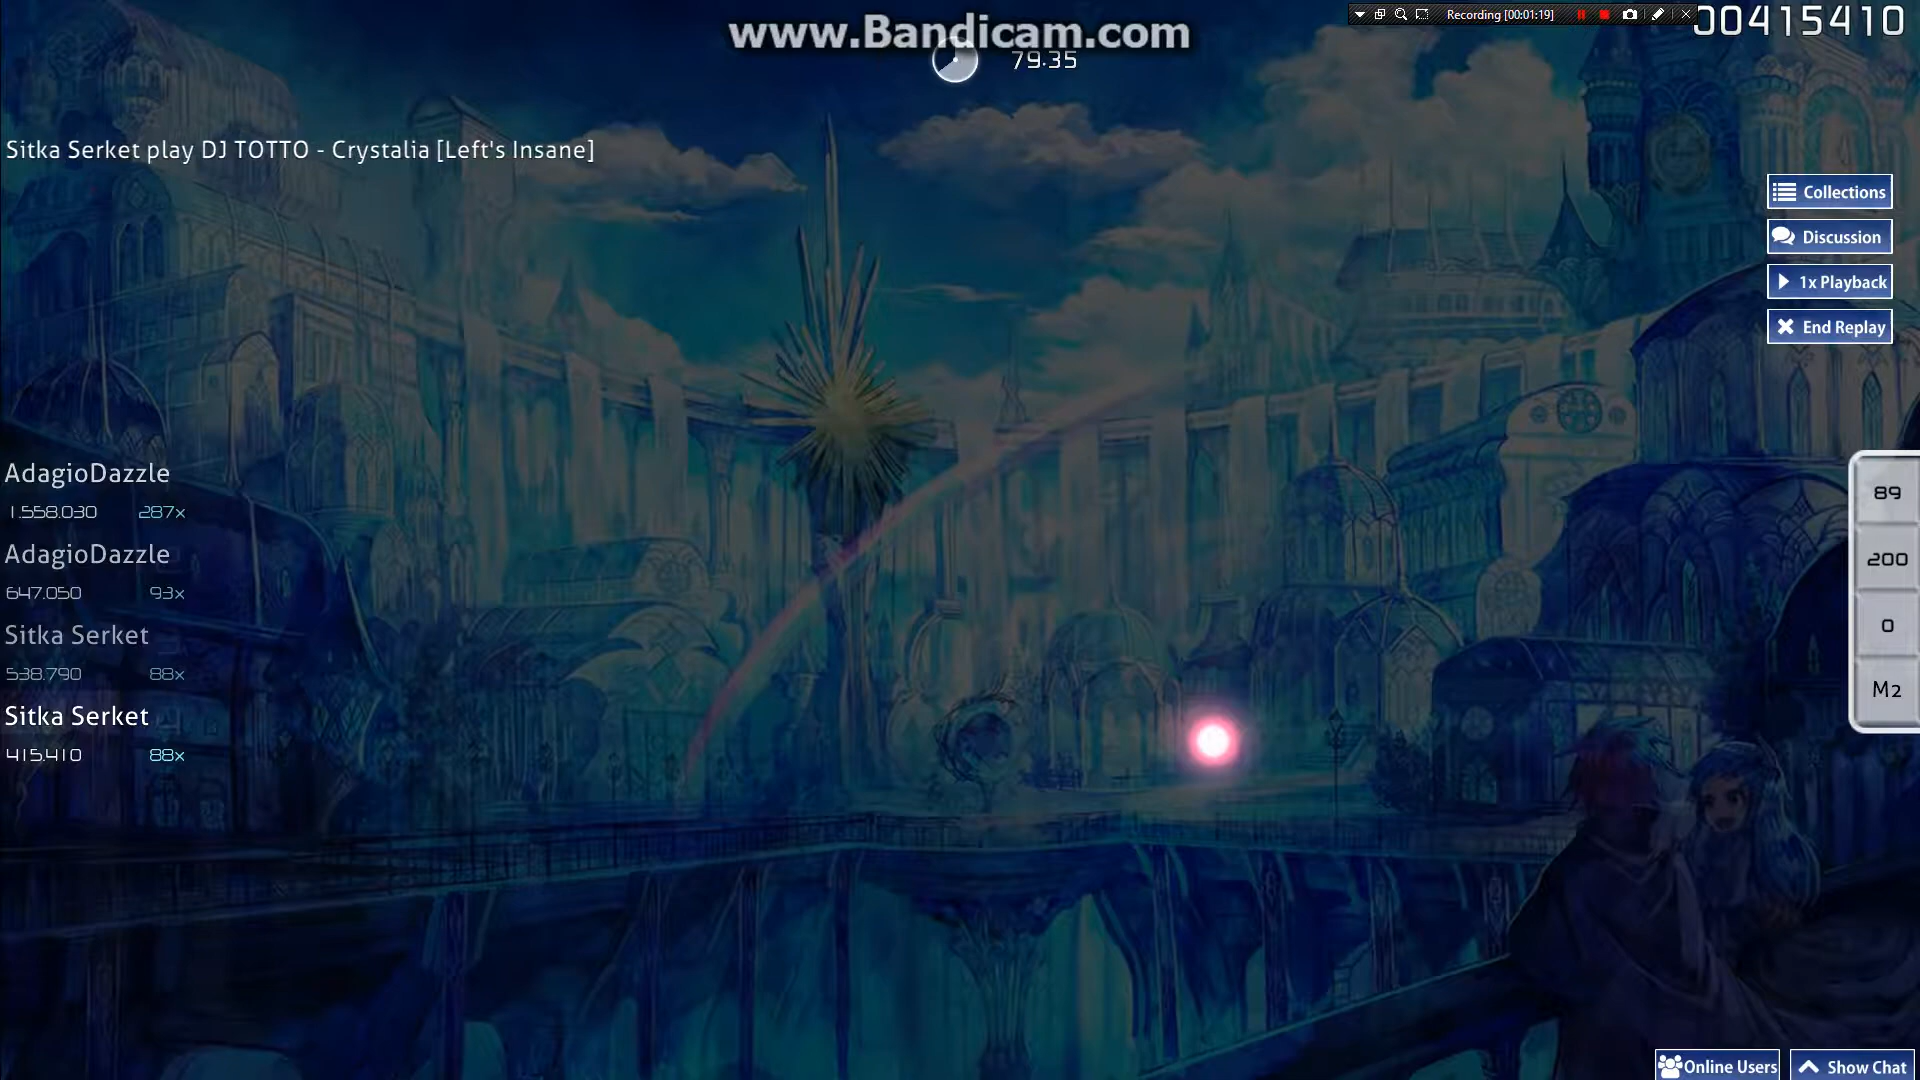 www.Bandicam.com
Recording [00:01:19]
00415410
79.35
Sitka Serket play DJ TOTTO - Crystalia [Left's Insane]
Collections
Discussion
1x Playback
End Replay
AdagioDazzle
1.558.030 287x
AdagioDazzle
647.050 93x
Sitka Serket
538.790 88x
Sitka Serket
415.410 88x
89
200
0
M2
Online Users
Show Chat